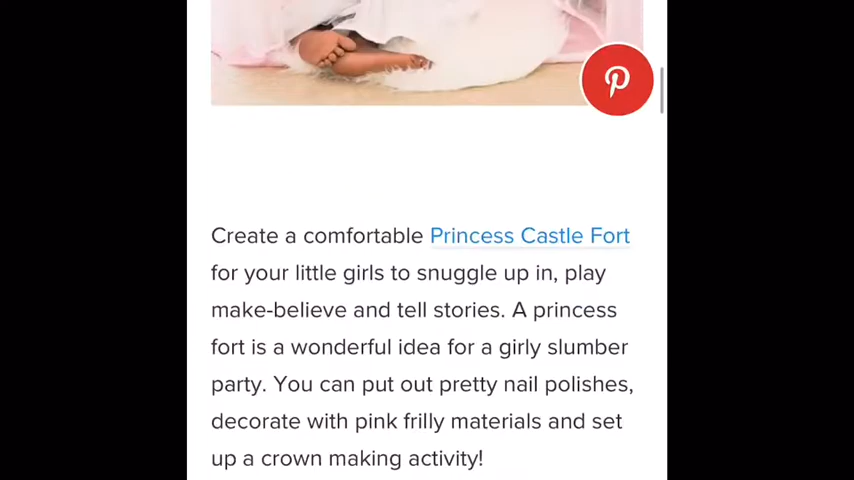 Create a comfortable Princess Castle Fort
for your little girls to snuggle up in, play
make-believe and tell stories. A princess
fort is a wonderful idea for a girly slumber
party. You can put out pretty nail polishes,
decorate with pink frilly materials and set
up a crown making activity!